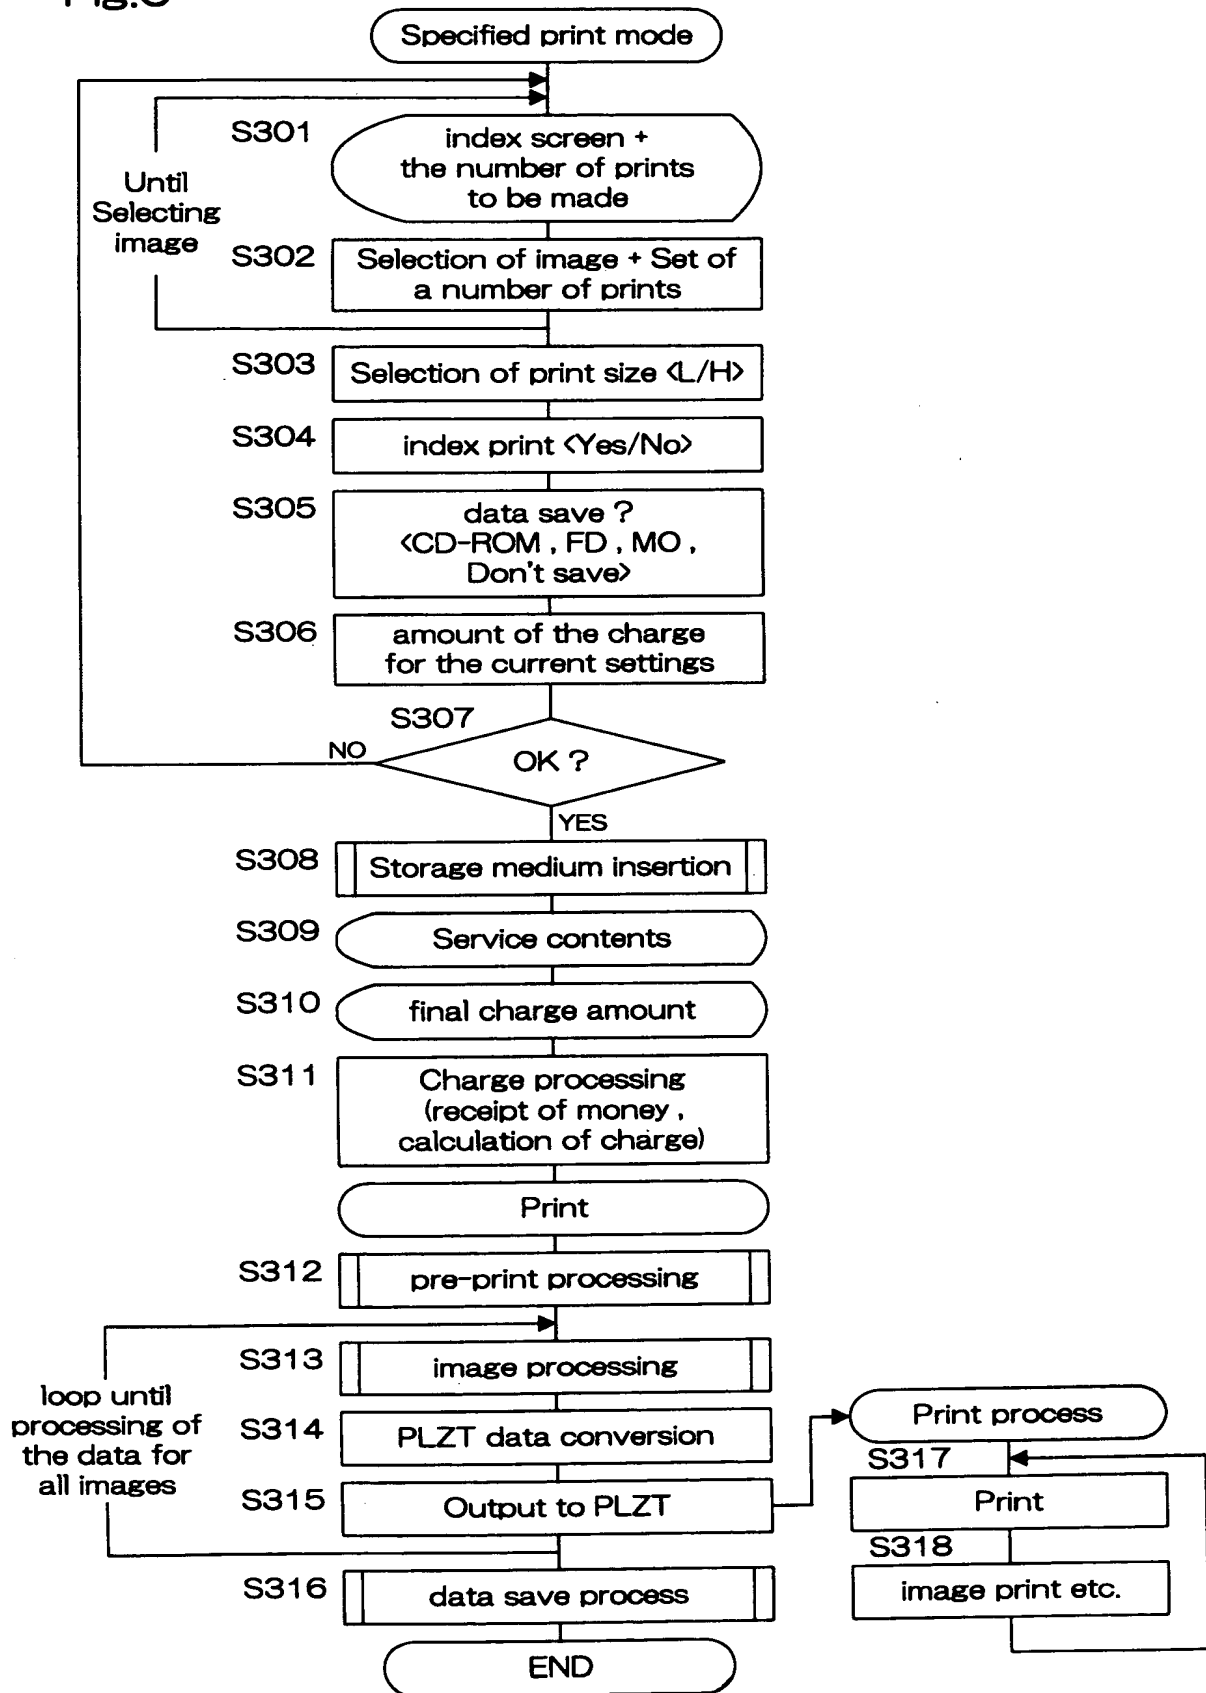 Specified print mode
S301
index screen +
the number of prints
to be made
Until
Selecting
image
S302
Selection of image + Set of
a number of prints
S303
Selection of print size <L/H>
S304
index print <Yes/No>
S305
data save ?
<CD-ROM , FD , MO ,
Don't save>
S306
amount of the charge
for the current settings
S307
NO
OK ?
YES
S308
Storage medium insertion
S309
Service contents
S310
final charge amount
S311
Charge processing
(receipt of money ,
calculation of charge)
Print
S312
pre-print processing
S313
image processing
loop until
processing of
the data for
all images
S314
PLZT data conversion
S315
Output to PLZT
S316
data save process
END
Print process
S317
Print
S318
image print etc.